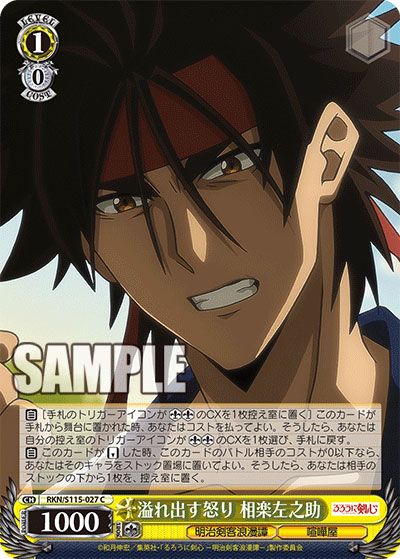 LEVEL
1
0
COST
SAMPLE
自 [手札のトリガーアイコンが のCXを1枚控え室に置く] このカードが
手札から舞台に置かれた時、あなたはコストを払ってよい。そうしたら、あなたは
自分の控え室のトリガーアイコンが のCXを1枚選び、手札に戻す。
自 このカードが した時、このカードのバトル相手のコストが0以下なら、
あなたはそのキャラをストック置場に置いてよい。そうしたら、あなたは相手の
ストックの下から1枚を、控え室に置く。
CH RKN/S115-027 C
1000
溢れ出す怒り 相楽左之助
るろうに剣心
明治剣客浪漫譚
喧嘩屋
©和月伸宏／集英社・「るろうに剣心 －明治剣客浪漫譚－」製作委員会